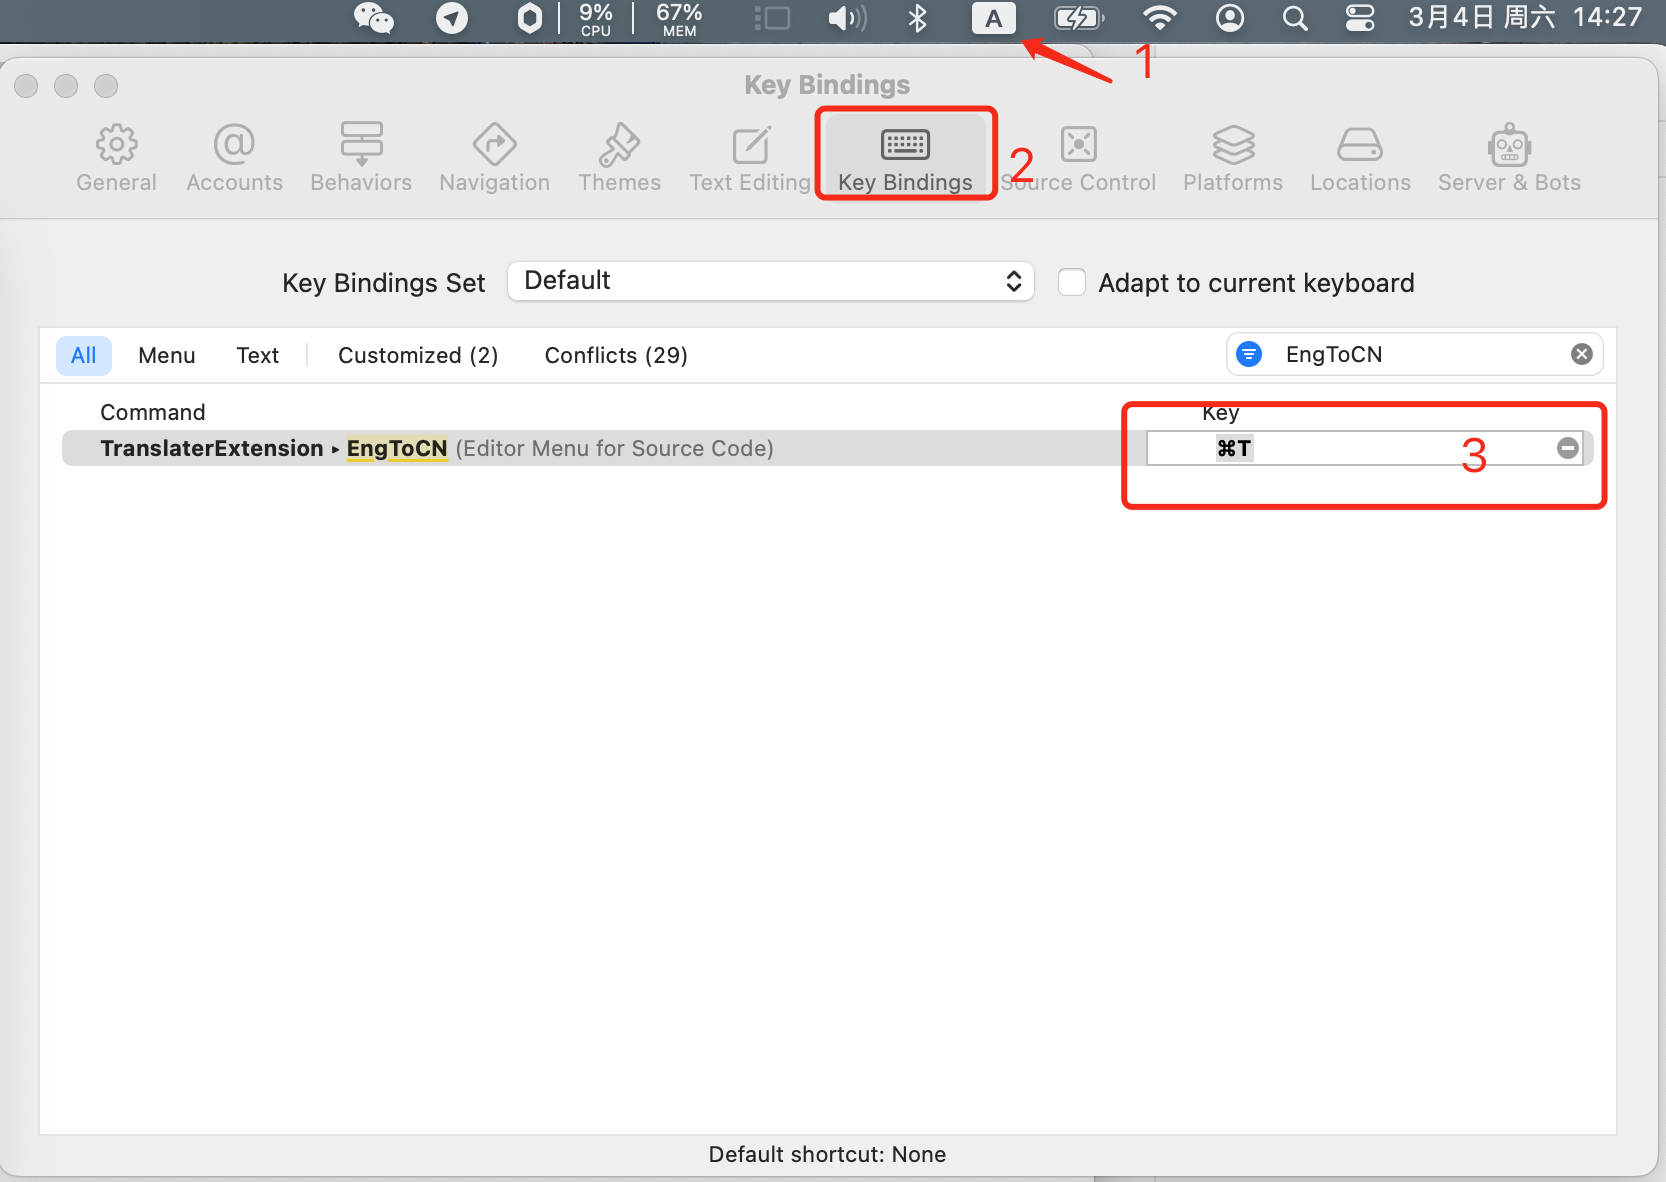 9% 67% A 3月4日 周六 14:27
CPU MEM
1
Key Bindings
General Accounts Behaviors Navigation Themes Text Editing Key Bindings 2 Source Control Platforms Locations Server & Bots
Key Bindings Set Default Adapt to current keyboard
All Menu Text Customized (2) Conflicts (29) EngToCN
Command Key
TranslaterExtension ▸ EngToCN (Editor Menu for Source Code) ⌘T 3
Default shortcut: None